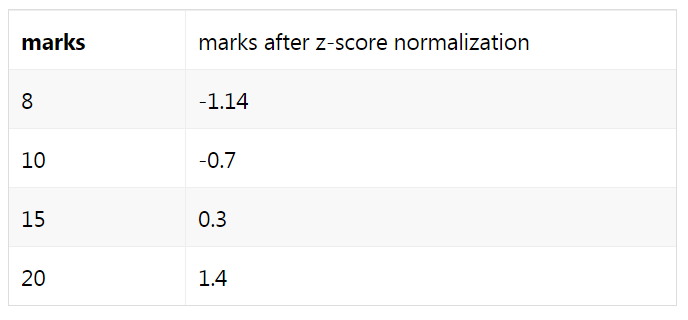 marks marks after z-score normalization
8 -1.14
10 -0.7
15 0.3
20 1.4